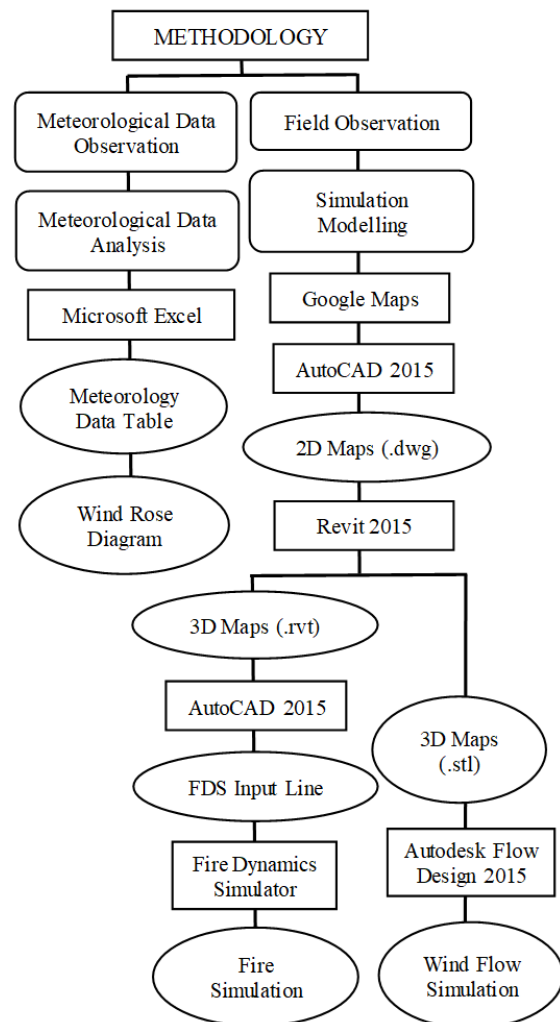 METHODOLOGY
Meteorological Data
Observation
Field Observation
Meteorological Data
Analysis
Simulation
Modelling
Microsoft Excel
Google Maps
Meteorology
Data Table
AutoCAD 2015
2D Maps (.dwg)
Wind Rose
Diagram
Revit 2015
3D Maps (.rvt)
AutoCAD 2015
3D Maps
(.stl)
FDS Input Line
Fire Dynamics
Simulator
Autodesk Flow
Design 2015
Fire
Simulation
Wind Flow
Simulation